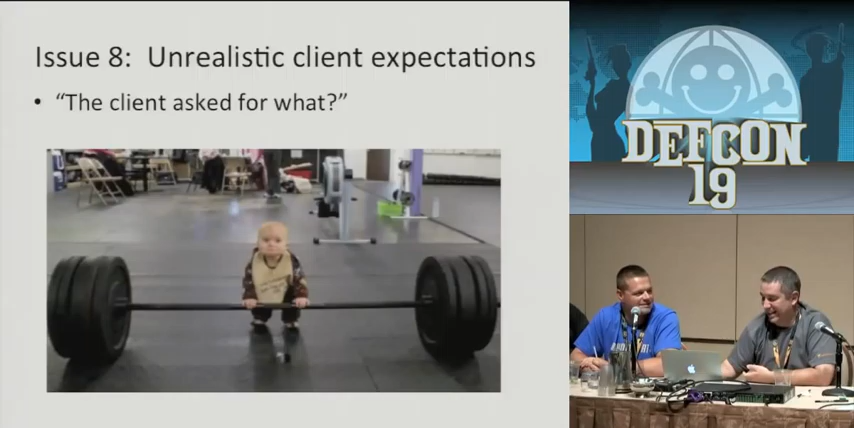 Issue 8:  Unrealistic client expectations
• “The client asked for what?”
DEFCON
19